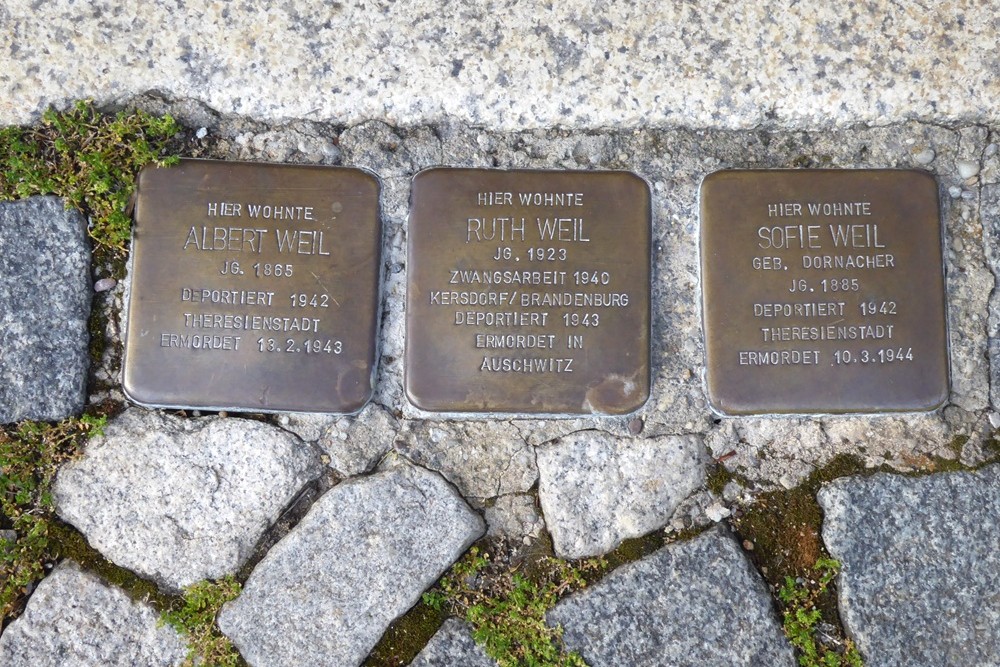 HIER WOHNTE
ALBERT WEIL
JG. 1865
DEPORTIERT 1942
THERESIENSTADT
ERMORDET 13.2.1943
HIER WOHNTE
RUTH WEIL
JG. 1923
ZWANGSARBEIT 1940
KERSDORF/BRANDENBURG
DEPORTIERT 1943
ERMORDET IN
AUSCHWITZ
HIER WOHNTE
SOFIE WEIL
GEB. DORNACHER
JG. 1885
DEPORTIERT 1942
THERESIENSTADT
ERMORDET 10.3.1944